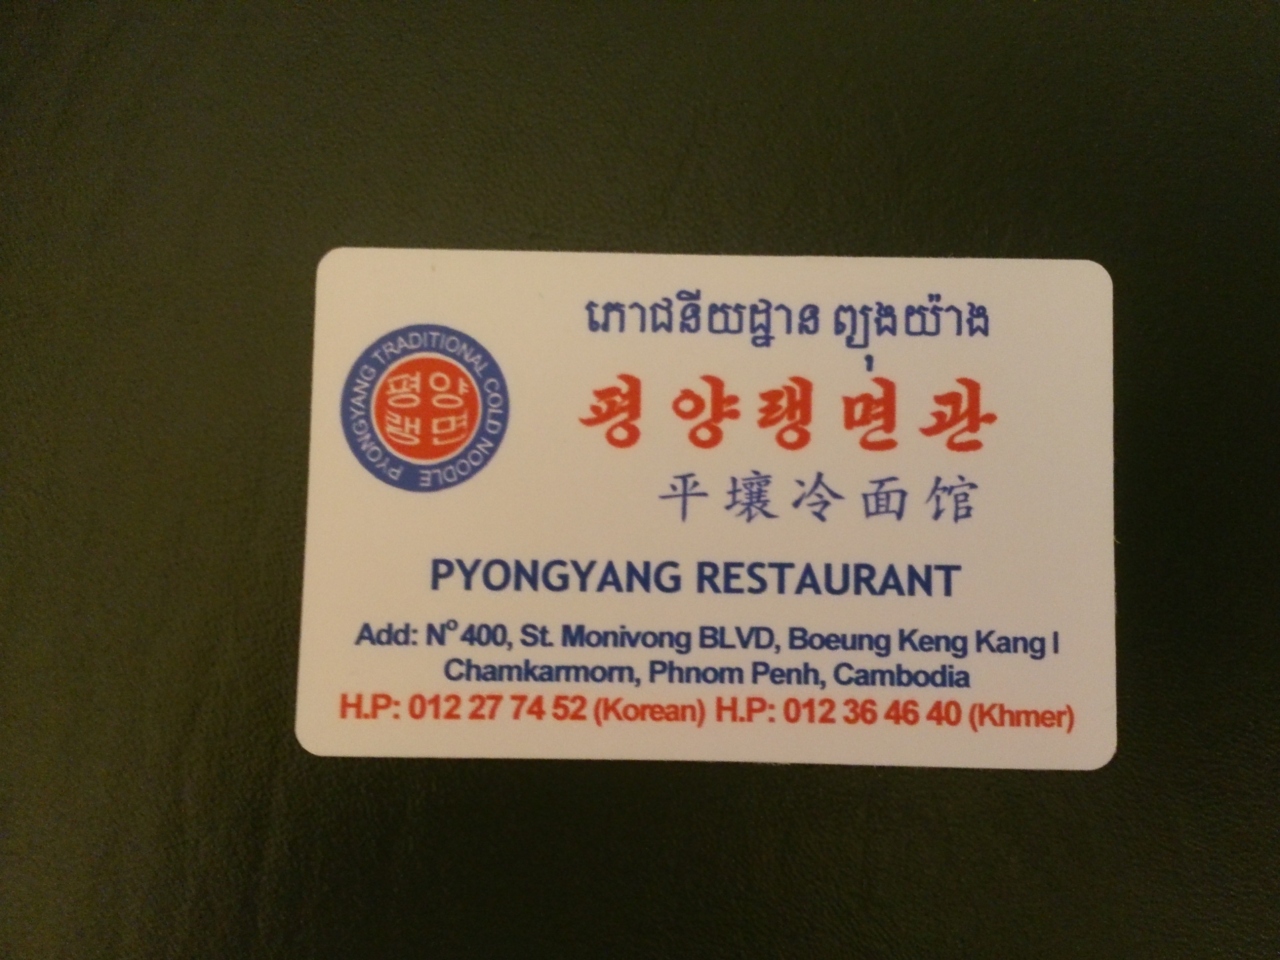 ភោជនីយដ្ឋាន ព្យុងយ៉ាង
PYONGYANG TRADITIONAL COLD NOODLE
평양
랭면
평양랭면관
平壤冷面馆
PYONGYANG RESTAURANT
Add: Nº 400, St. Monivong BLVD, Boeung Keng Kang I
Chamkarmorn, Phnom Penh, Cambodia
H.P: 012 27 74 52 (Korean) H.P: 012 36 46 40 (Khmer)